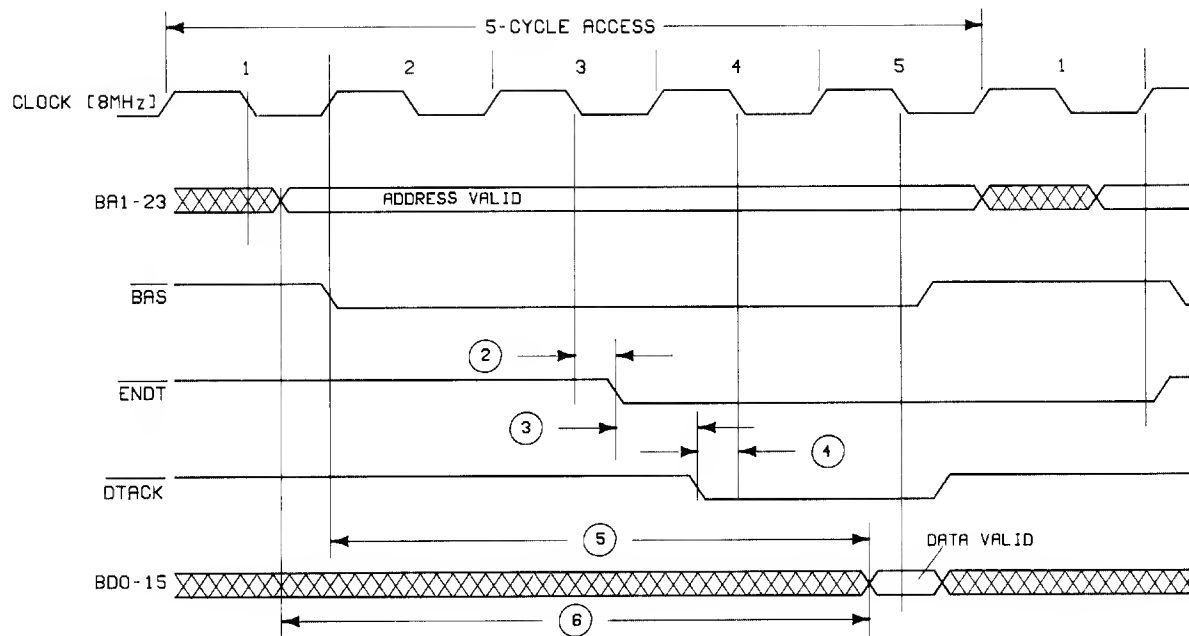 5-CYCLE ACCESS
1 2 3 4 5 1
CLOCK [8MHz]
BA1-23
ADDRESS VALID
BAS
2
ENDT
3
4
DTACK
5
DATA VALID
BD0-15
6